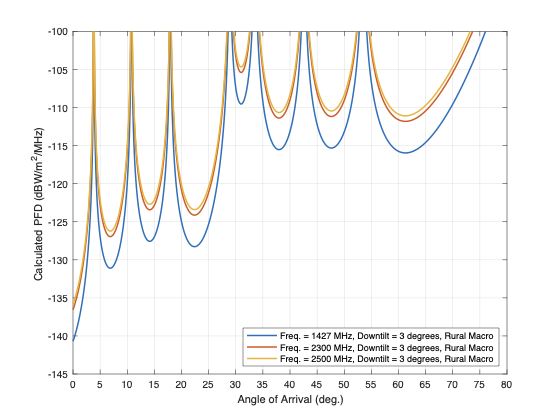 -100
-105
-110
-115
-120
-125
-130
-135
-140
-145
Calculated PFD (dBW/m²/MHz)
0 5 10 15 20 25 30 35 40 45 50 55 60 65 70 75 80
Angle of Arrival (deg.)
Freq. = 1427 MHz, Downtilt = 3 degrees, Rural Macro
Freq. = 2300 MHz, Downtilt = 3 degrees, Rural Macro
Freq. = 2500 MHz, Downtilt = 3 degrees, Rural Macro